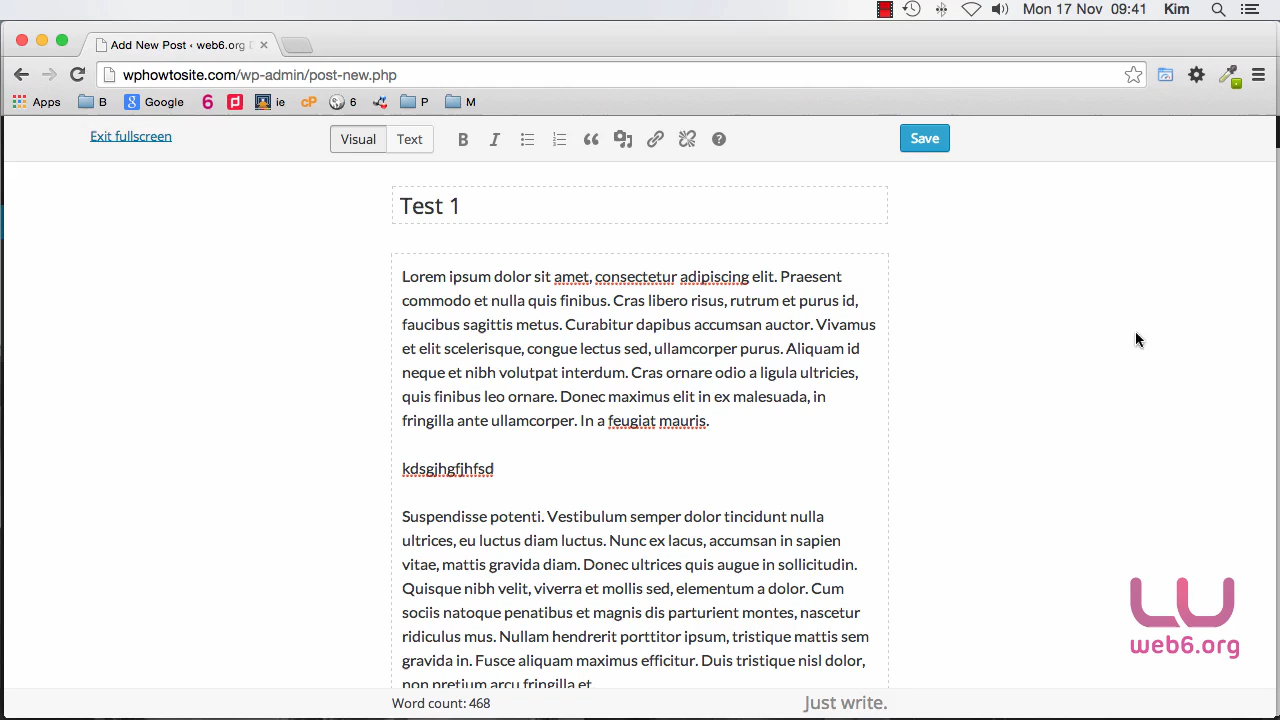 Mon 17 Nov 09:41 Kim
Add New Post ‹ web6.org
wphowtosite.com/wp-admin/post-new.php
Apps B Google 6 ie cP 6 P M
Exit fullscreen Visual Text B I Save
Test 1
Lorem ipsum dolor sit amet, consectetur adipiscing elit. Praesent
commodo et nulla quis finibus. Cras libero risus, rutrum et purus id,
faucibus sagittis metus. Curabitur dapibus accumsan auctor. Vivamus
et elit scelerisque, congue lectus sed, ullamcorper purus. Aliquam id
neque et nibh volutpat interdum. Cras ornare odio a ligula ultricies,
quis finibus leo ornare. Donec maximus elit in ex malesuada, in
fringilla ante ullamcorper. In a feugiat mauris.
kdsgjhgfjhfsd
Suspendisse potenti. Vestibulum semper dolor tincidunt nulla
ultrices, eu luctus diam luctus. Nunc ex lacus, accumsan in sapien
vitae, mattis gravida diam. Donec ultrices quis augue in sollicitudin.
Quisque nibh velit, viverra et mollis sed, elementum a dolor. Cum
sociis natoque penatibus et magnis dis parturient montes, nascetur
ridiculus mus. Nullam hendrerit porttitor ipsum, tristique mattis sem
gravida in. Fusce aliquam maximus efficitur. Duis tristique nisl dolor,
non pretium arcu fringilla et.
web6.org
Word count: 468 Just write.